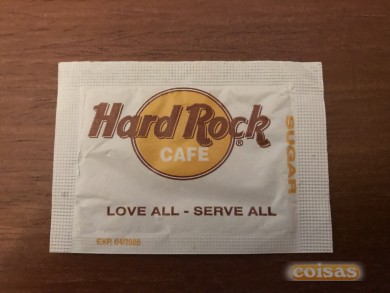 Hard Rock
CAFE
SUGAR
LOVE ALL - SERVE ALL
coisas